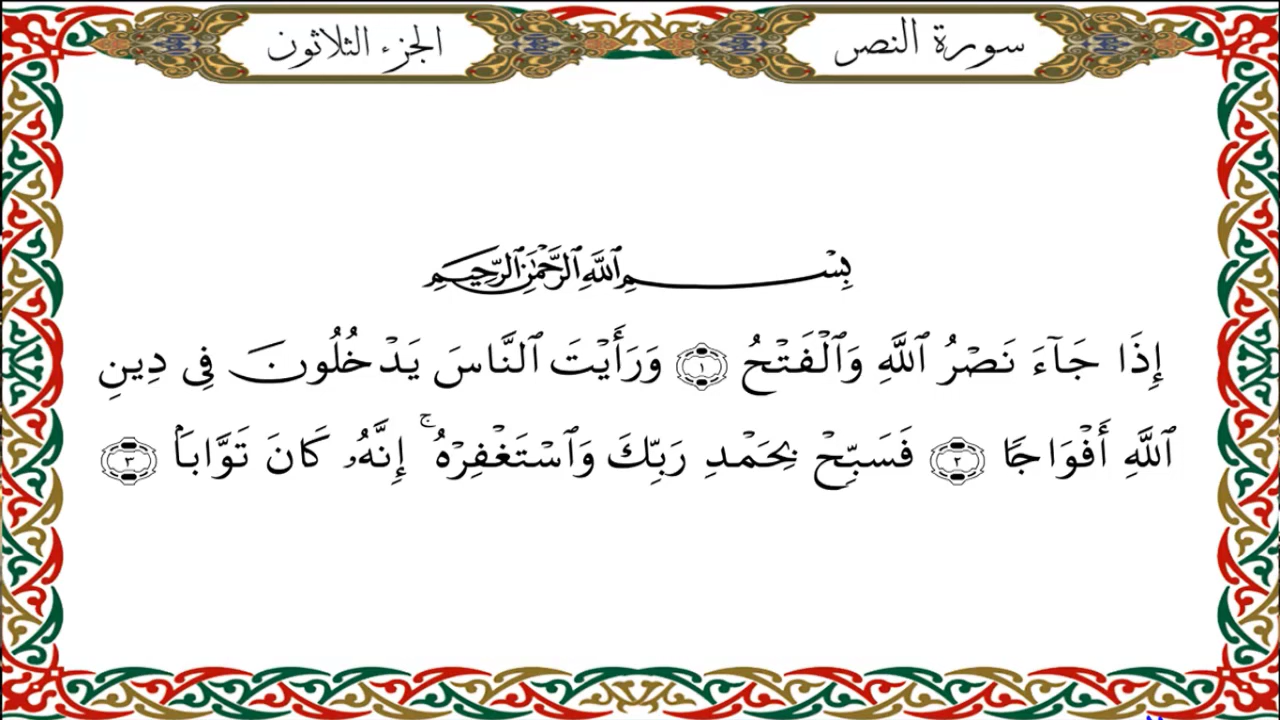 سورة النصر
الجزء الثلاثون
بِسْمِ ٱللَّهِ ٱلرَّحْمَٰنِ ٱلرَّحِيمِ
إِذَا جَآءَ نَصْرُ ٱللَّهِ وَٱلْفَتْحُ ١ وَرَأَيْتَ ٱلنَّاسَ يَدْخُلُونَ فِى دِينِ
ٱللَّهِ أَفْوَاجًا ٢ فَسَبِّحْ بِحَمْدِ رَبِّكَ وَٱسْتَغْفِرْهُ ۚ إِنَّهُۥ كَانَ تَوَّابَۢا ٣